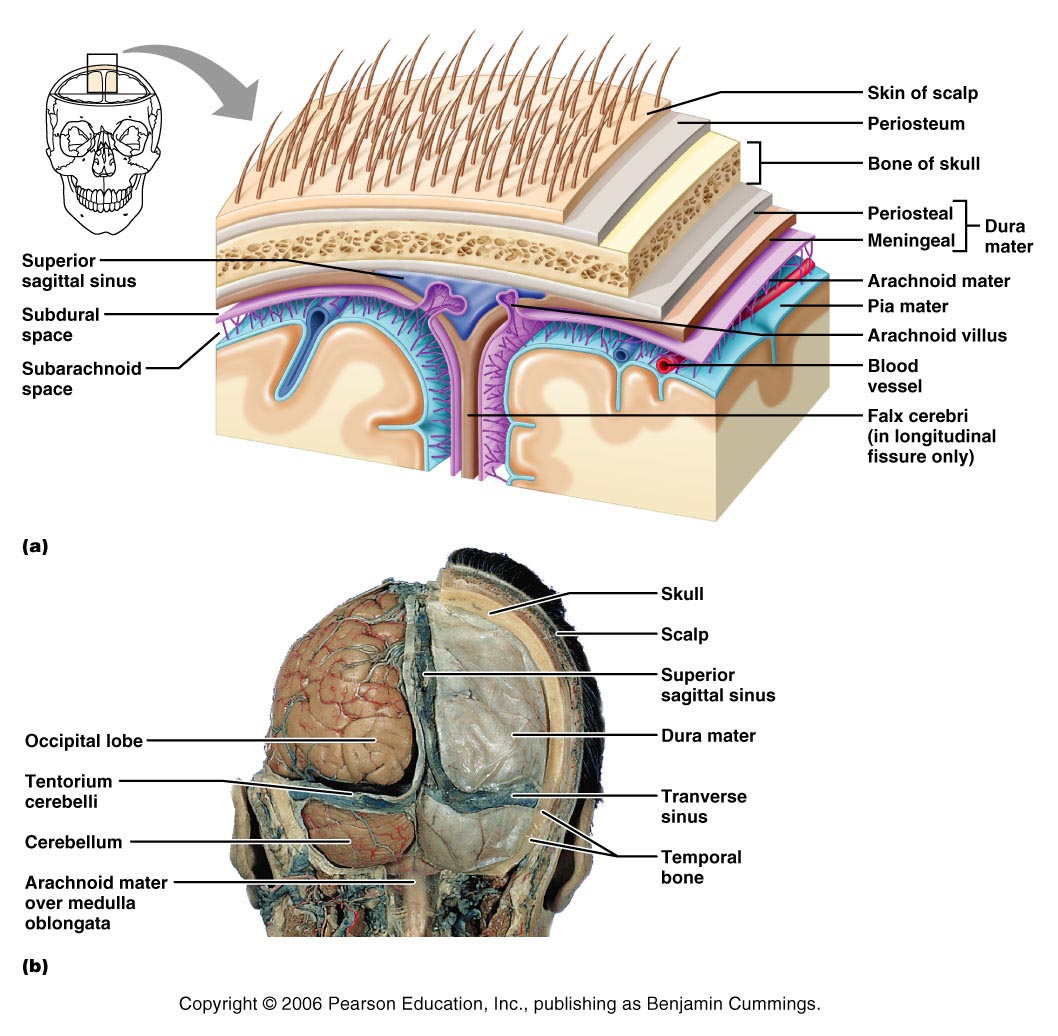 Skin of scalp
Periosteum
Bone of skull
Periosteal
Meningeal
Dura
mater
Superior
sagittal sinus
Subdural
space
Subarachnoid
space
Arachnoid mater
Pia mater
Arachnoid villus
Blood
vessel
Falx cerebri
(in longitudinal
fissure only)
(a)
Skull
Scalp
Superior
sagittal sinus
Dura mater
Tranverse
sinus
Temporal
bone
Occipital lobe
Tentorium
cerebelli
Cerebellum
Arachnoid mater
over medulla
oblongata
(b)
Copyright © 2006 Pearson Education, Inc., publishing as Benjamin Cummings.